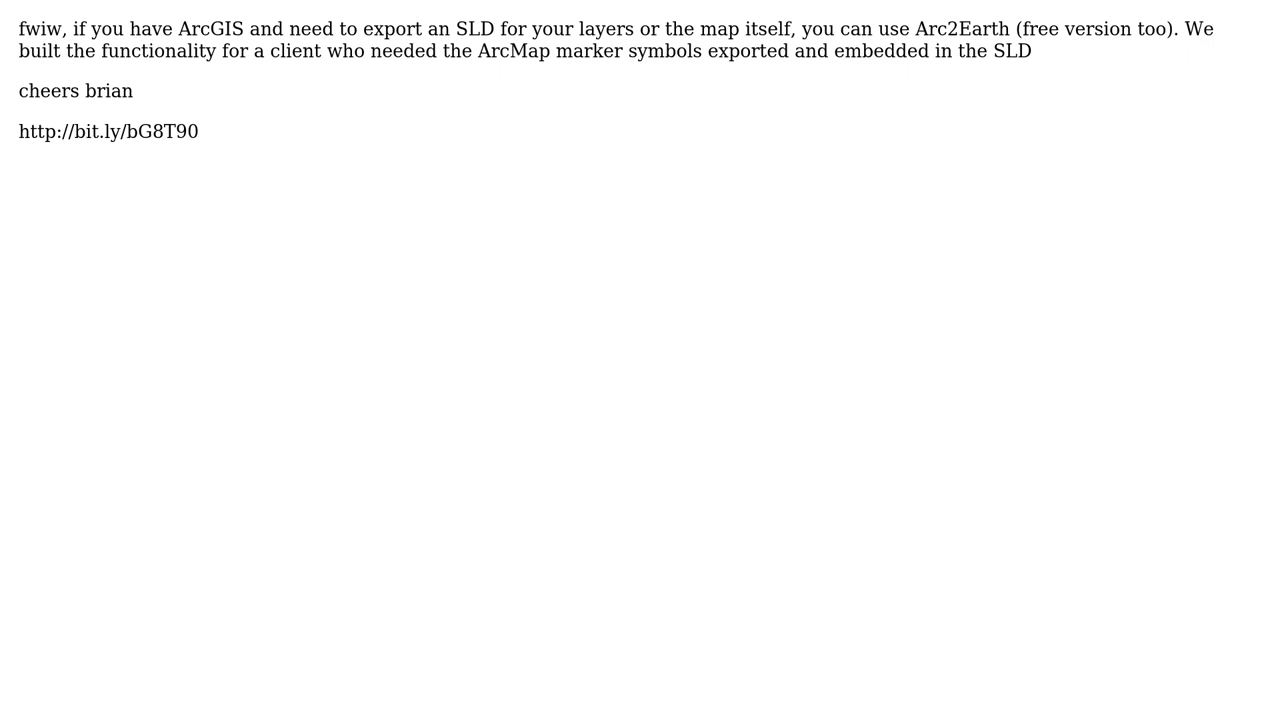 fwiw, if you have ArcGIS and need to export an SLD for your layers or the map itself, you can use Arc2Earth (free version too). We
built the functionality for a client who needed the ArcMap marker symbols exported and embedded in the SLD
cheers brian
http://bit.ly/bG8T90